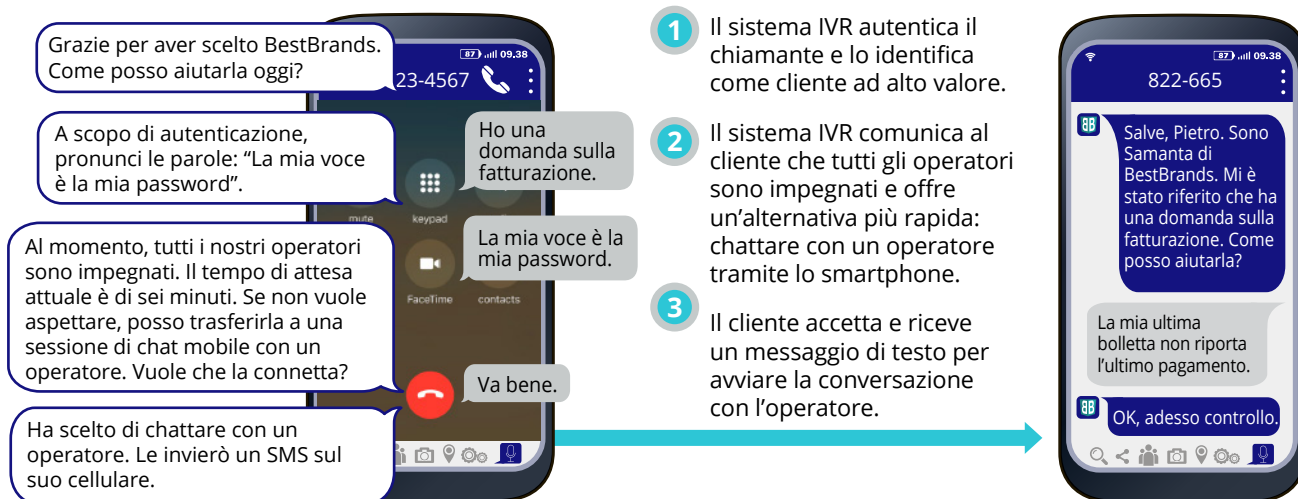 Grazie per aver scelto BestBrands.
Come posso aiutarla oggi?
87
09.38
23-4567
A scopo di autenticazione,
pronunci le parole: “La mia voce
è la mia password”.
Ho una
domanda sulla
fatturazione.
mute
keypad
La mia voce è la
mia password.
Al momento, tutti i nostri operatori
sono impegnati. Il tempo di attesa
attuale è di sei minuti. Se non vuole
aspettare, posso trasferirla a una
sessione di chat mobile con un
operatore. Vuole che la connetta?
FaceTime
contacts
Va bene.
Ha scelto di chattare con un
operatore. Le invierò un SMS sul
suo cellulare.
1
Il sistema IVR autentica il
chiamante e lo identifica
come cliente ad alto valore.
2
Il sistema IVR comunica al
cliente che tutti gli operatori
sono impegnati e offre
un’alternativa più rapida:
chattare con un operatore
tramite lo smartphone.
3
Il cliente accetta e riceve
un messaggio di testo per
avviare la conversazione
con l’operatore.
87
09.38
822-665
BB
Salve, Pietro. Sono
Samanta di
BestBrands. Mi è
stato riferito che ha
una domanda sulla
fatturazione. Come
posso aiutarla?
La mia ultima
bolletta non riporta
l’ultimo pagamento.
BB
OK, adesso controllo.